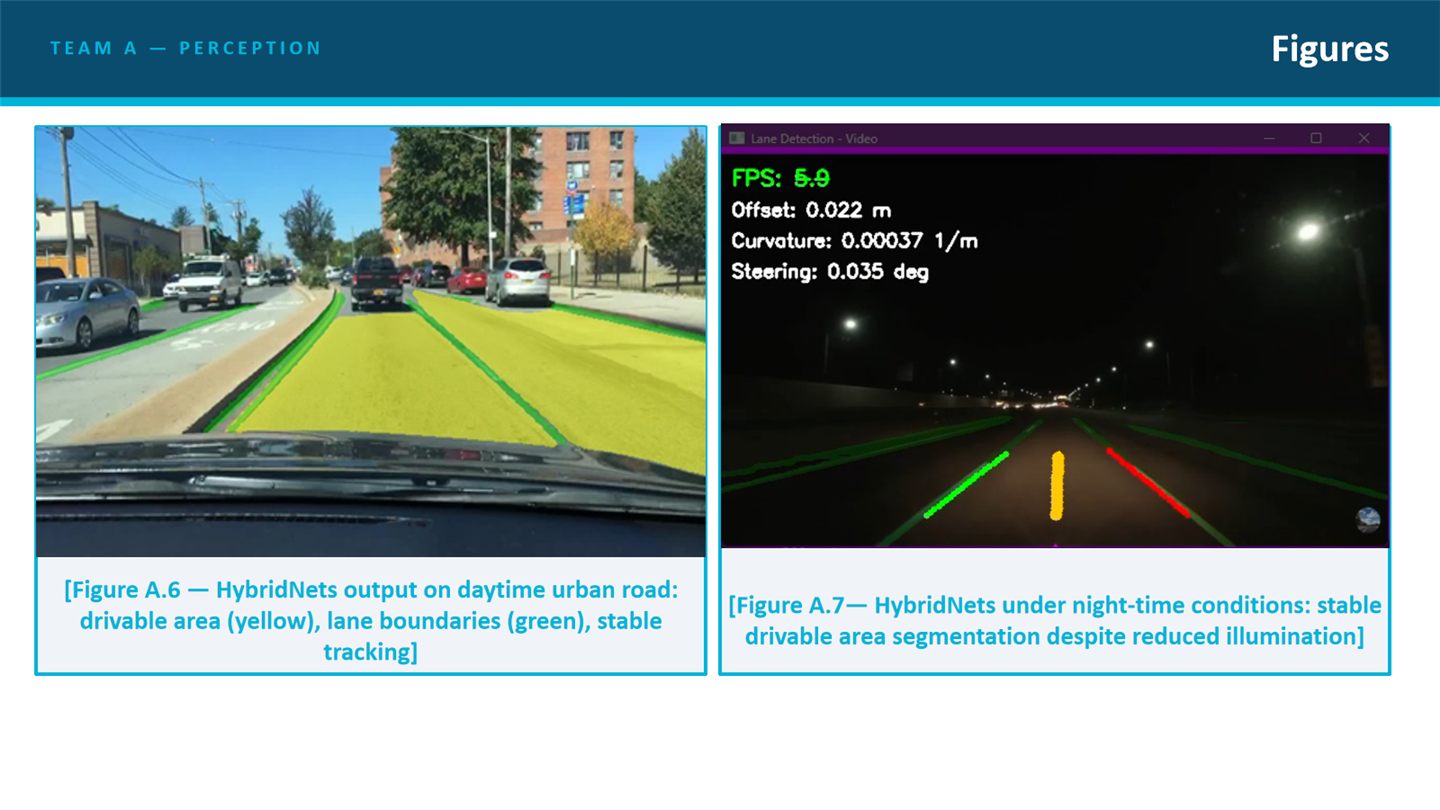 TEAM A — PERCEPTION
Figures
Lane Detection - Video
FPS: 5.9
Offset: 0.022 m
Curvature: 0.00037 1/m
Steering: 0.035 deg
[Figure A.6 — HybridNets output on daytime urban road:
drivable area (yellow), lane boundaries (green), stable
tracking]
[Figure A.7— HybridNets under night-time conditions: stable
drivable area segmentation despite reduced illumination]